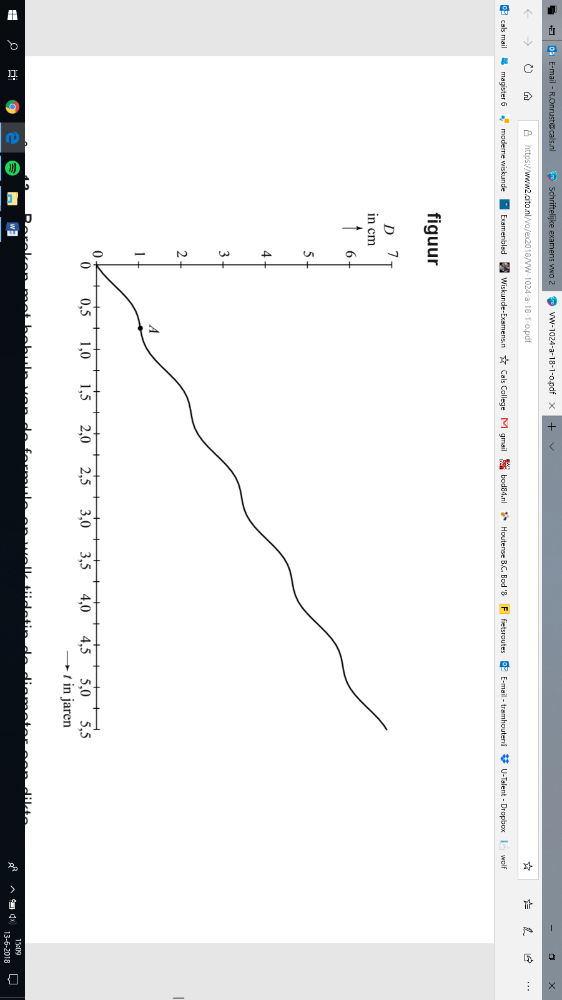 E-mail - R.Onrust@cals.nl
Schriftelijke examens vwo 2
VW-1024-a-18-1-o.pdf
https://www2.cito.nl/vo/ex2018/VW-1024-a-18-1-o.pdf
cals mail
magister 6
moderne wiskunde
Examenblad
Wiskunde-Examens.n
Cals College
gmail
bod84.nl
Houtense B.C. Bod '8
fietsroutes
E-mail - tramhouten@
U-Talent - Dropbox
wolf
figuur
D
in cm
7
6
5
4
3
2
1
0
A
0 0,5 1,0 1,5 2,0 2,5 3,0 3,5 4,0 4,5 5,0 5,5
t in jaren
Bereken met behulp van de formule op welk tijdstip de diameter een dikte
15:09
13-6-2018